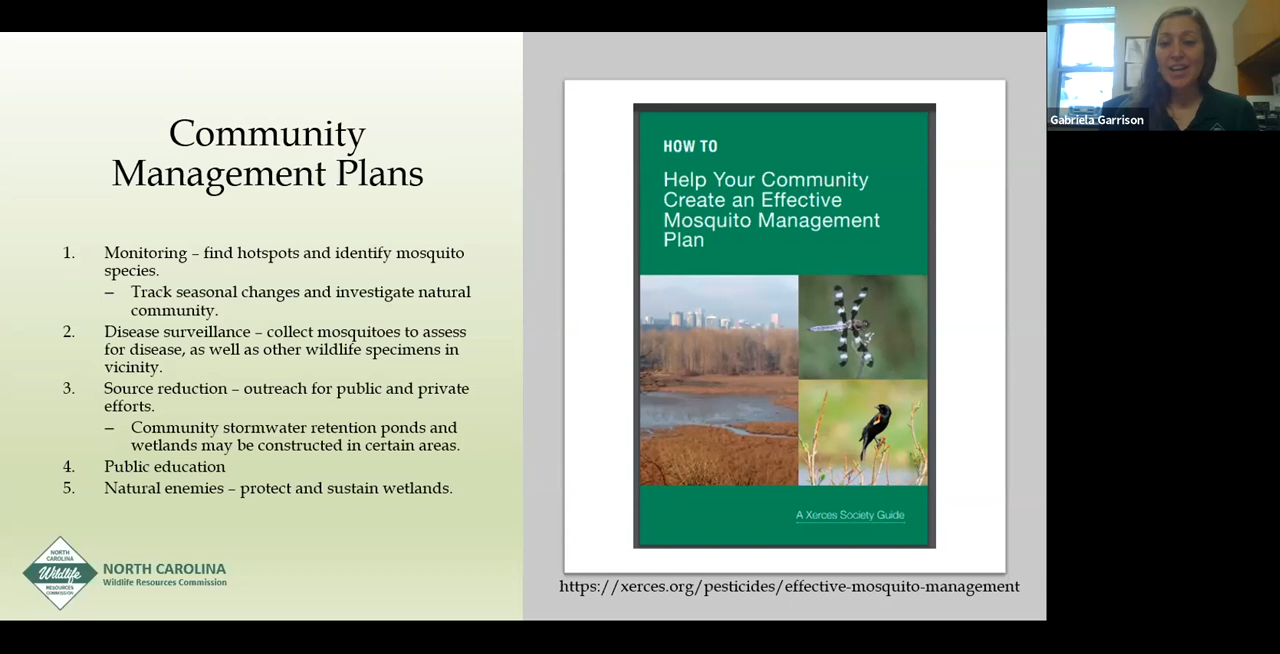 Community
Management Plans
1. Monitoring – find hotspots and identify mosquito
species.
– Track seasonal changes and investigate natural
community.
2. Disease surveillance – collect mosquitoes to assess
for disease, as well as other wildlife specimens in
vicinity.
3. Source reduction – outreach for public and private
efforts.
– Community stormwater retention ponds and
wetlands may be constructed in certain areas.
4. Public education
5. Natural enemies – protect and sustain wetlands.
NORTH
CAROLINA
Wildlife
RESOURCES
COMMISSION
NORTH CAROLINA
Wildlife Resources Commission
HOW TO
Help Your Community
Create an Effective
Mosquito Management
Plan
A Xerces Society Guide
https://xerces.org/pesticides/effective-mosquito-management
Gabriela Garrison